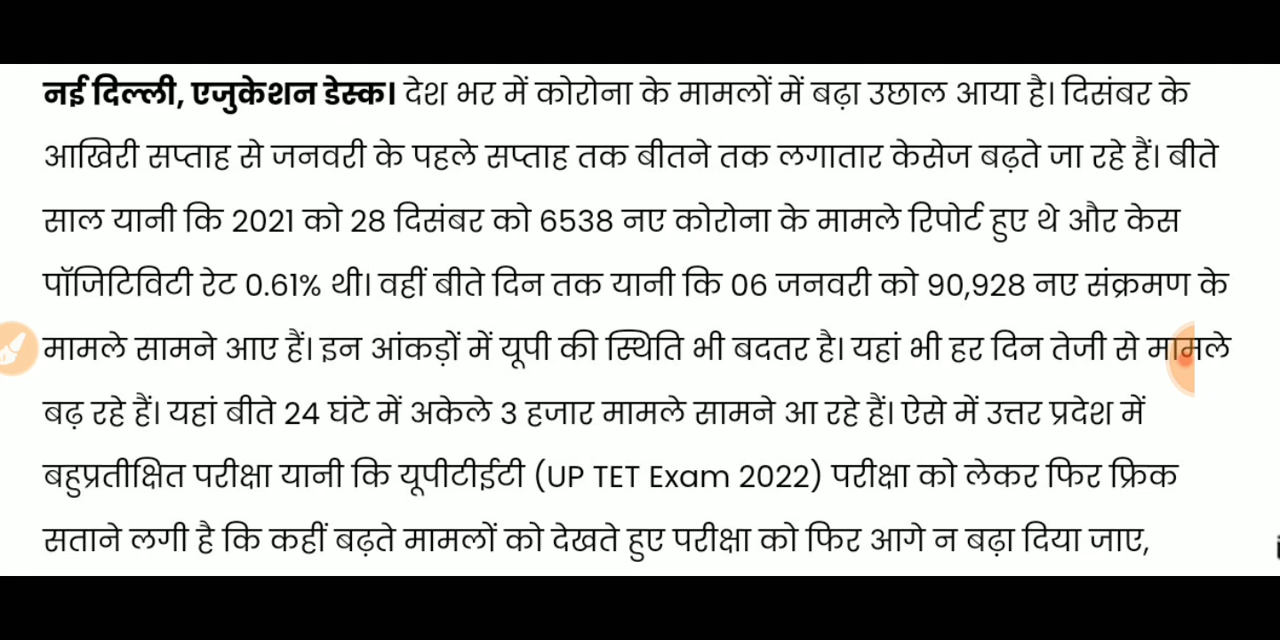 नई दिल्ली, एजुकेशन डेस्क। देश भर में कोरोना के मामलों में बढ़ा उछाल आया है। दिसंबर के
आखिरी सप्ताह से जनवरी के पहले सप्ताह तक बीतने तक लगातार केसेज बढ़ते जा रहे हैं। बीते
साल यानी कि 2021 को 28 दिसंबर को 6538 नए कोरोना के मामले रिपोर्ट हुए थे और केस
पॉजिटिविटी रेट 0.61% थी। वहीं बीते दिन तक यानी कि 06 जनवरी को 90,928 नए संक्रमण के
मामले सामने आए हैं। इन आंकड़ों में यूपी की स्थिति भी बदतर है। यहां भी हर दिन तेजी से मामले
बढ़ रहे हैं। यहां बीते 24 घंटे में अकेले 3 हजार मामले सामने आ रहे हैं। ऐसे में उत्तर प्रदेश में
बहुप्रतीक्षित परीक्षा यानी कि यूपीटीईटी (UP TET Exam 2022) परीक्षा को लेकर फिर फ्रिक
सताने लगी है कि कहीं बढ़ते मामलों को देखते हुए परीक्षा को फिर आगे न बढ़ा दिया जाए,